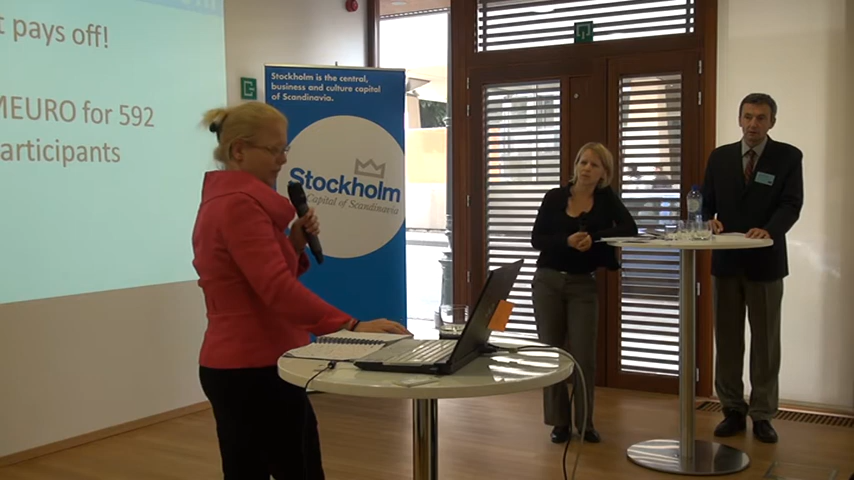 t pays off!
MEURO for 592
articipants
Stockholm is the central,
business and culture capital
of Scandinavia.
Stockholm
Capital of Scandinavia